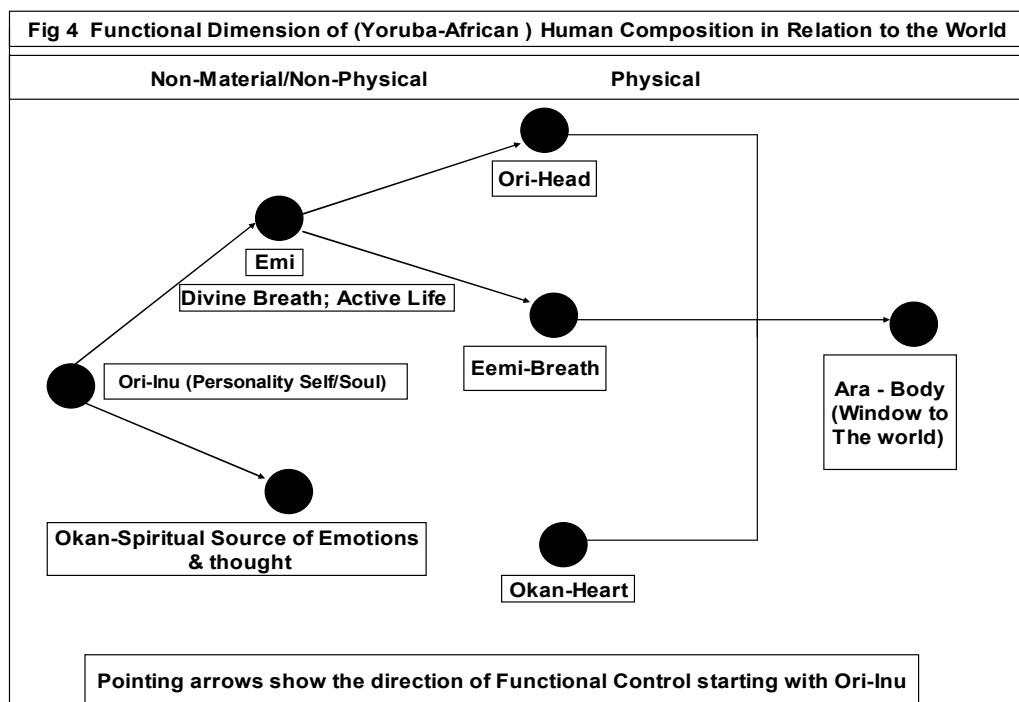 Fig 4 Functional Dimension of (Yoruba-African ) Human Composition in Relation to the World
Non-Material/Non-Physical
Physical
Ori-Head
Emi
Divine Breath; Active Life
Eemi-Breath
Ori-Inu (Personality Self/Soul)
Ara - Body
(Window to
The world)
Okan-Spiritual Source of Emotions
& thought
Okan-Heart
Pointing arrows show the direction of Functional Control starting with Ori-Inu